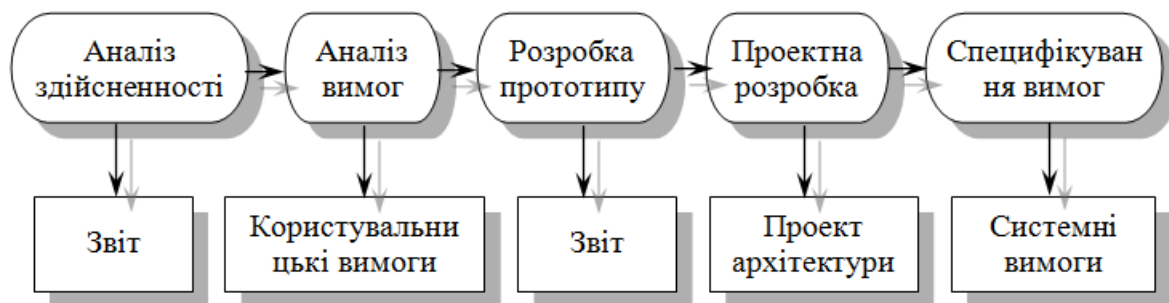 Аналіз
здійсненності
Аналіз
вимог
Розробка
прототипу
Проектна
розробка
Специфікуван
ня вимог
Звіт
Користувальни
цькі вимоги
Звіт
Проект
архітектури
Системні
вимоги